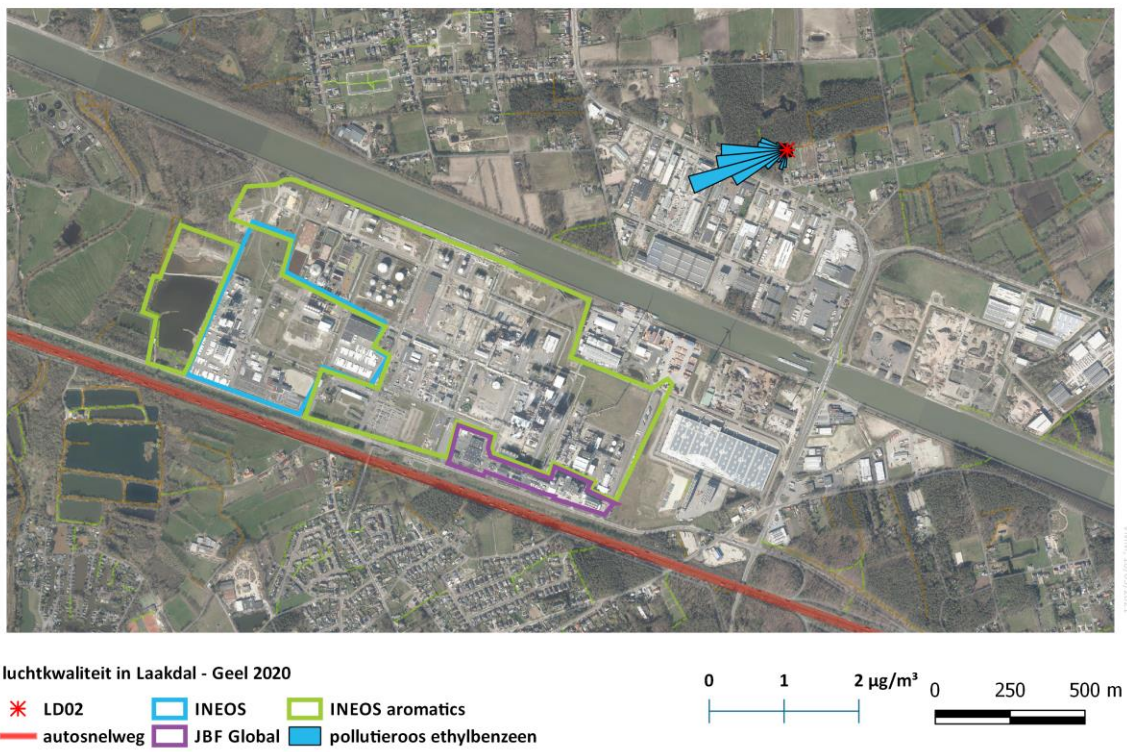 luchtkwaliteit in Laakdal - Geel 2020
LD02
INEOS
INEOS aromatics
autosnelweg
JBF Global
pollutieroos ethylbenzeen
0 1 2 µg/m³
0 250 500 m